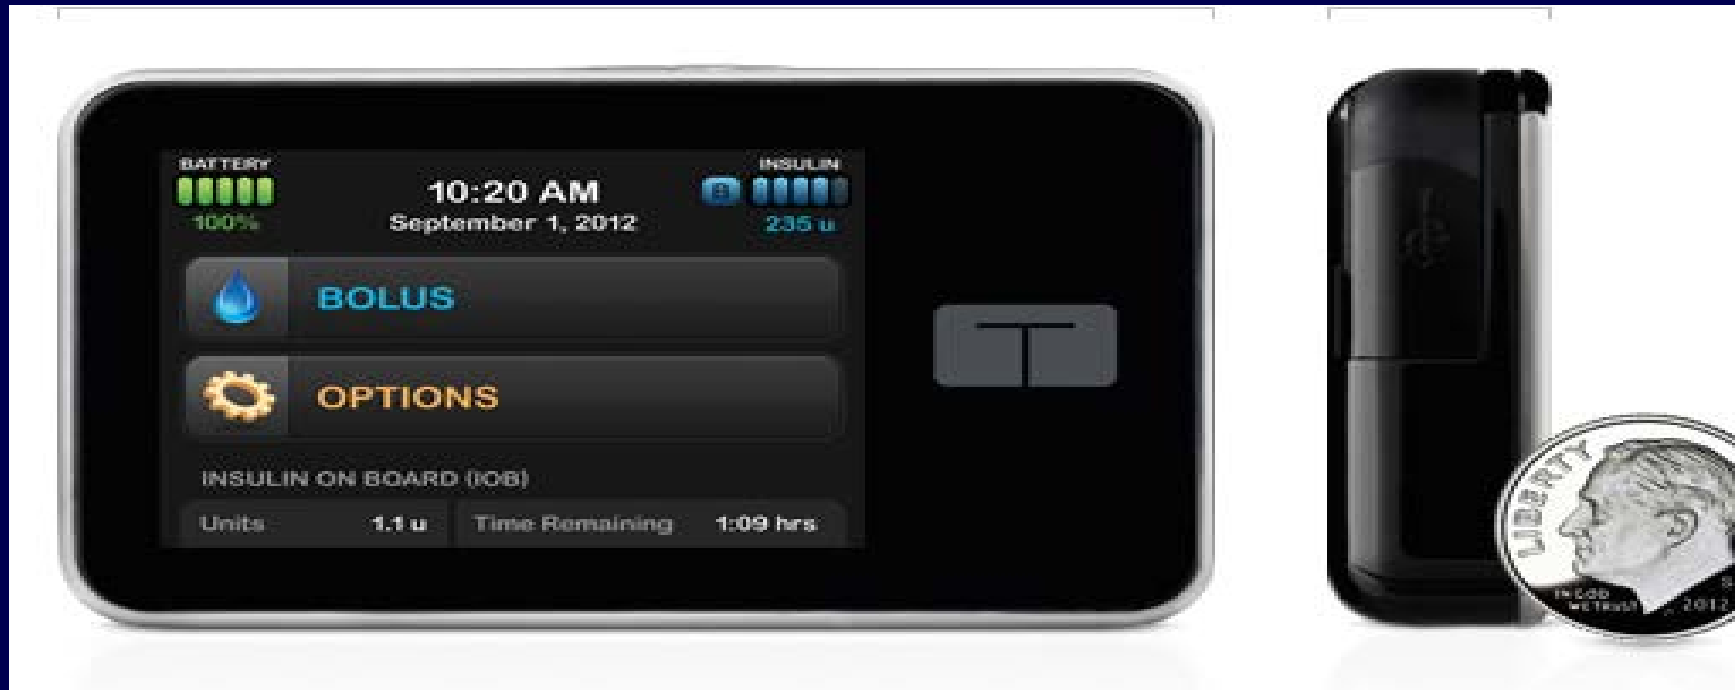 BATTERY
INSULIN
10:20 AM
B
100%
September 1, 2012
235 u
BOLUS
OPTIONS
INSULIN ON BOARD (IOB)
Units 1.1 u Time Remaining 1:09 hrs
T
LIBERTY
IN GOD
WE TRUST
2012